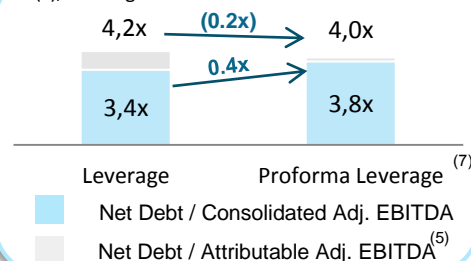 4,2x (0.2x) 4,0x
0.4x
3,4x 3,8x
Leverage Proforma Leverage (7)
Net Debt / Consolidated Adj. EBITDA
Net Debt / Attributable Adj. EBITDA(5)